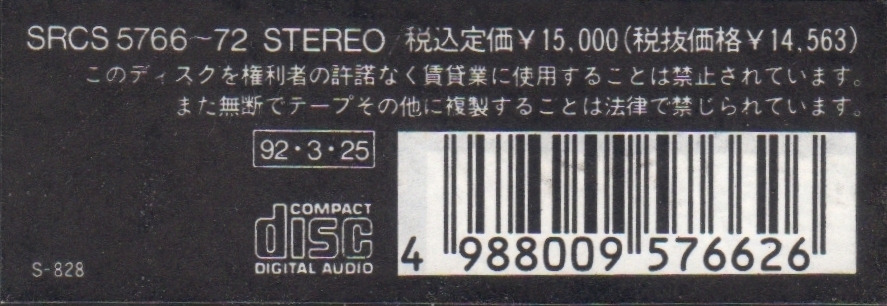 SRCS 5766~72 STEREO / 税込定価¥15,000(税抜価格¥14,563)
このディスクを権利者の許諾なく賃貸業に使用することは禁止されています。
また無断でテープその他に複製することは法律で禁じられています。
92・3・25
COMPACT
disc
DIGITAL AUDIO
S-828
4 988009 576626